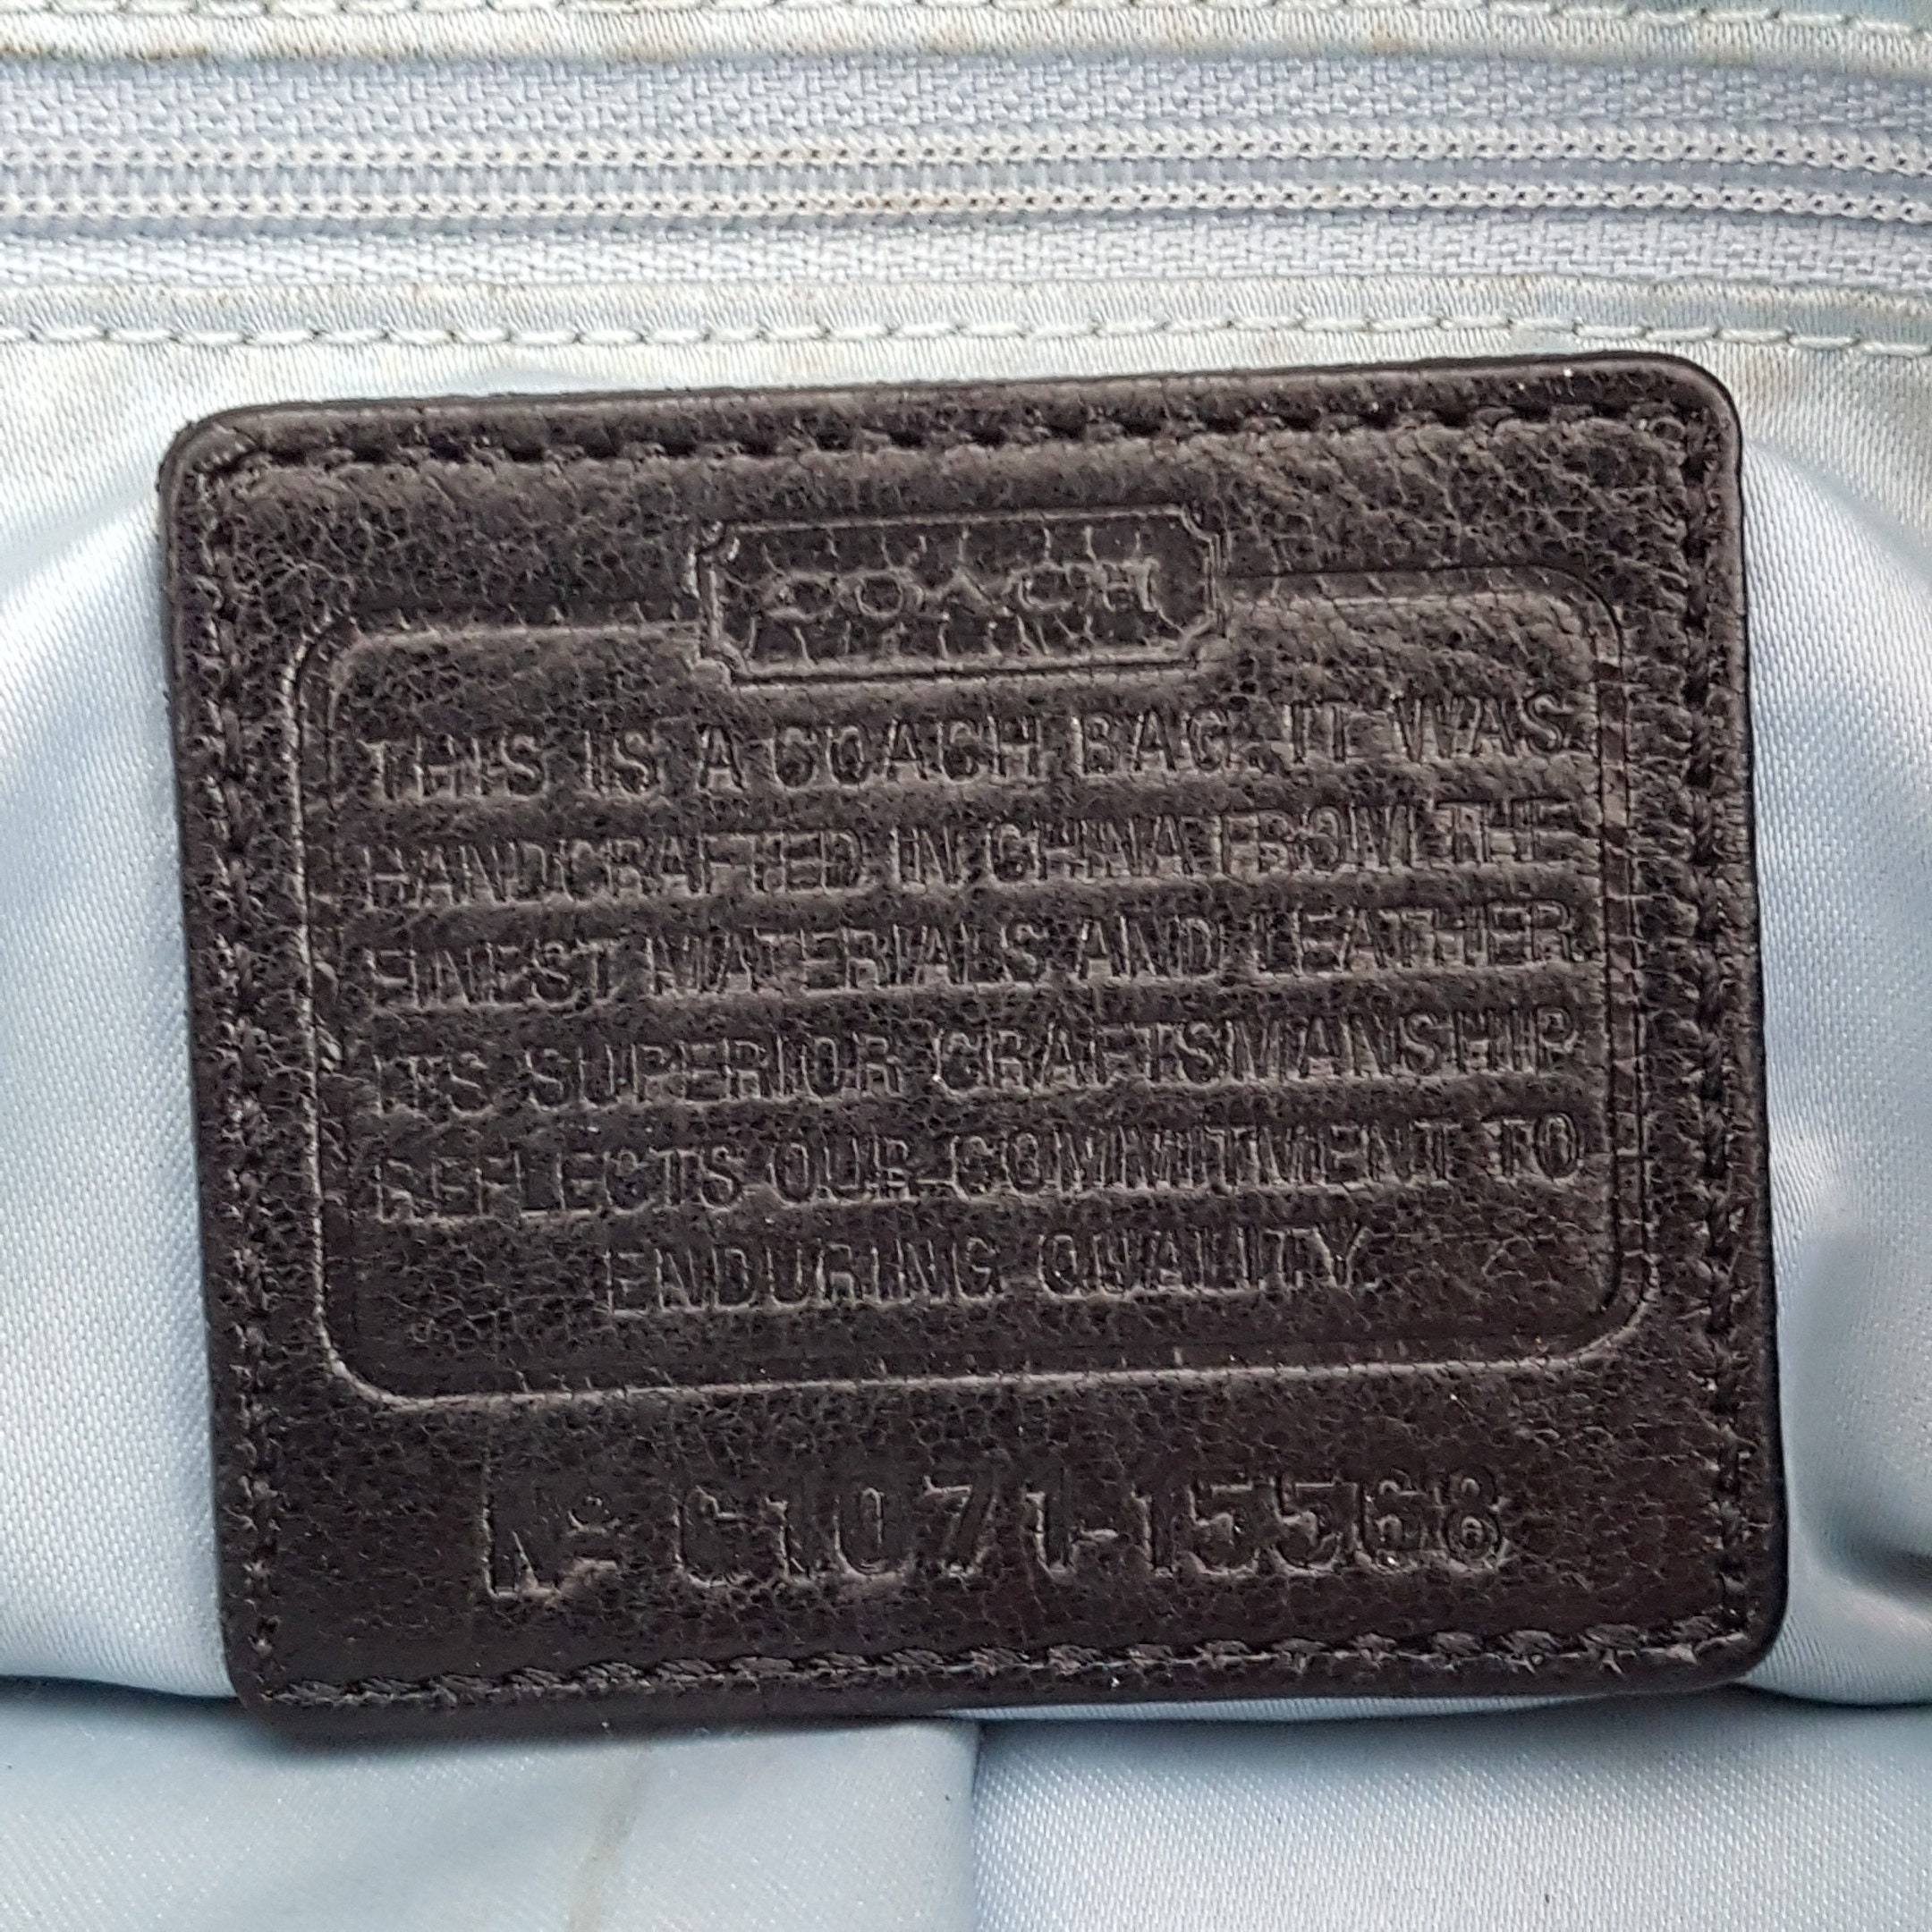 COACH
THIS IS A COACH BAG. IT WAS
HANDCRAFTED IN CHINA FROM THE
FINEST MATERIALS AND LEATHER.
ITS SUPERIOR CRAFTSMANSHIP
REFLECTS OUR COMMITMENT TO
ENDURING QUALITY.
Nº C1071-15568